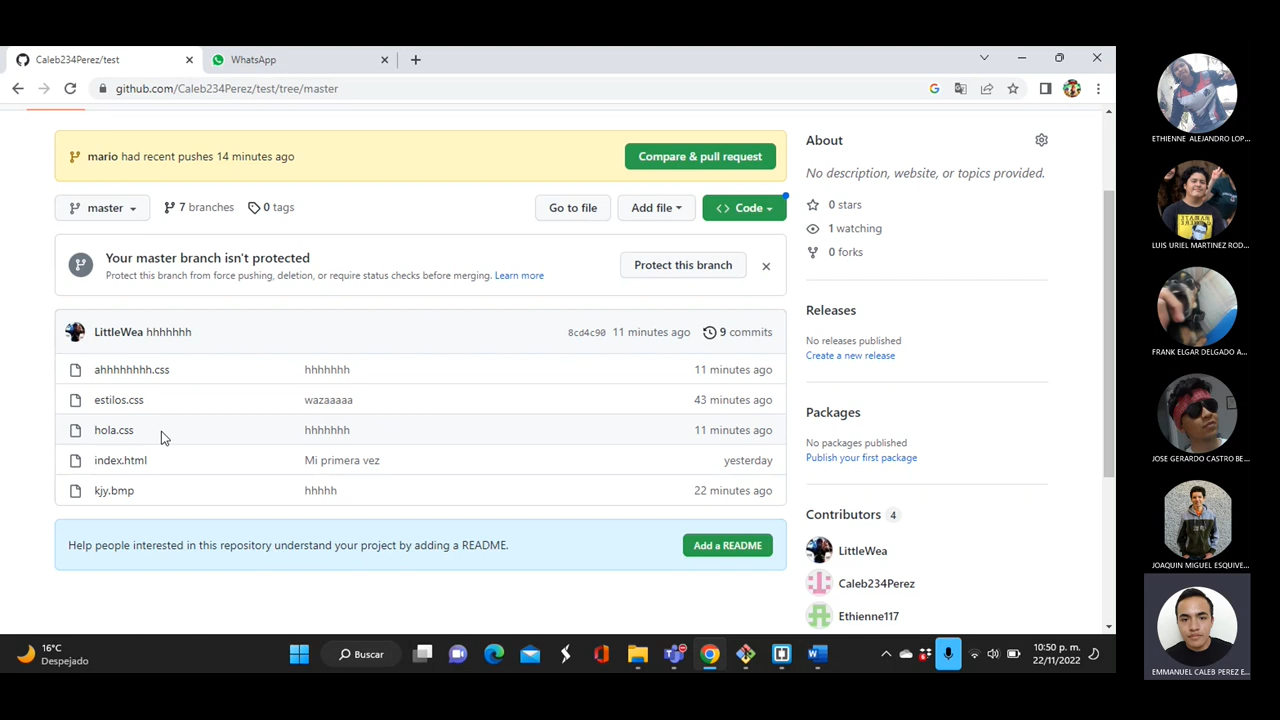 Caleb234Perez/test
WhatsApp
github.com/Caleb234Perez/test/tree/master
mario had recent pushes 14 minutes ago
Compare & pull request
master
7 branches
0 tags
Go to file
Add file
Code
Your master branch isn't protected
Protect this branch from force pushing, deletion, or require status checks before merging. Learn more
Protect this branch
LittleWea hhhhhhh
8cd4c90 11 minutes ago
9 commits
ahhhhhhhh.css hhhhhhh 11 minutes ago
estilos.css wazaaaaa 43 minutes ago
hola.css hhhhhhh 11 minutes ago
index.html Mi primera vez yesterday
kjy.bmp hhhhh 22 minutes ago
Help people interested in this repository understand your project by adding a README.
Add a README
About
No description, website, or topics provided.
0 stars
1 watching
0 forks
Releases
No releases published
Create a new release
Packages
No packages published
Publish your first package
Contributors 4
LittleWea
Caleb234Perez
Ethienne117
ETHIENNE ALEJANDRO LOP...
LUIS URIEL MARTINEZ ROD...
FRANK ELGAR DELGADO A...
JOSE GERARDO CASTRO BE...
JOAQUIN MIGUEL ESQUIVE...
EMMANUEL CALEB PEREZ E...
16°C
Despejado
Buscar
10:50 p. m.
22/11/2022